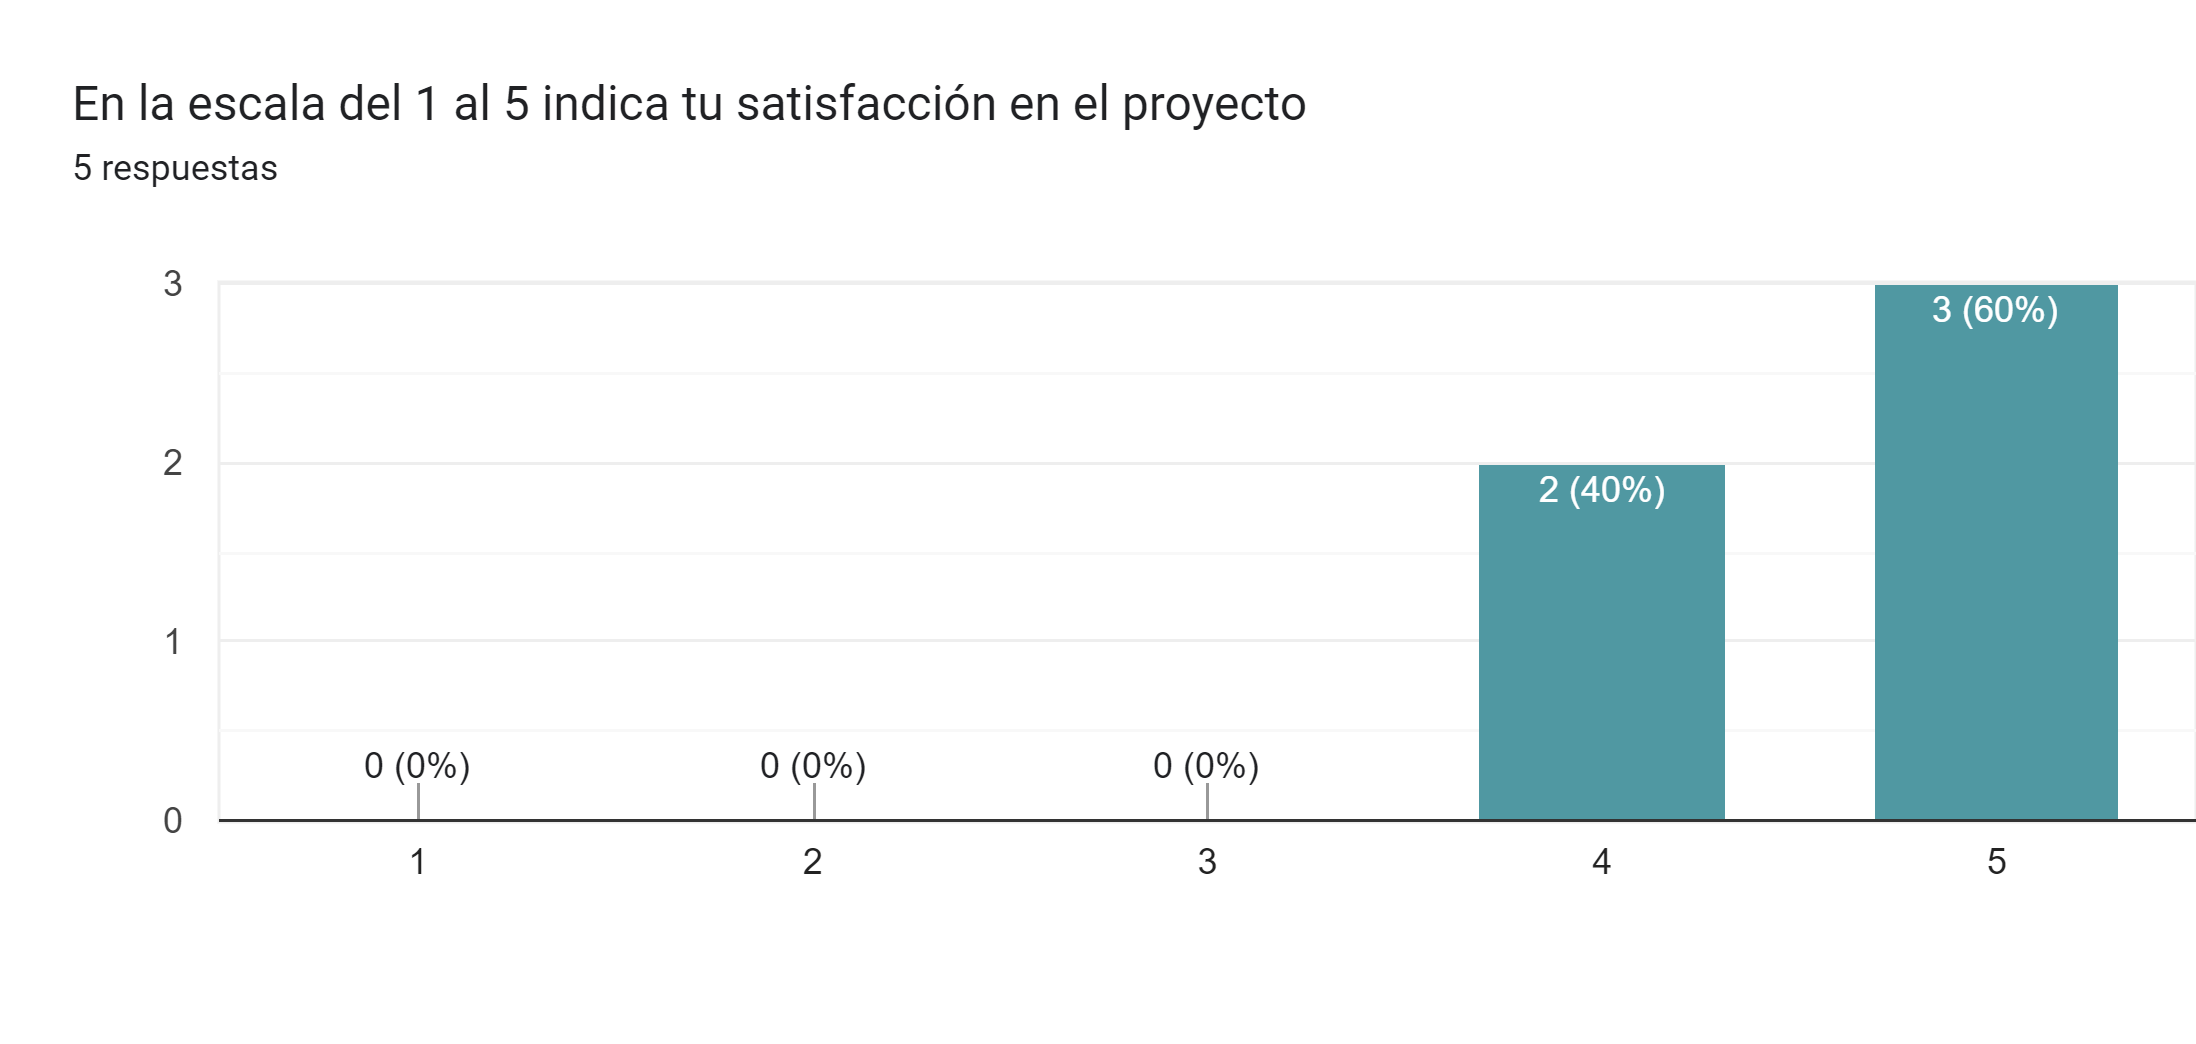 En la escala del 1 al 5 indica tu satisfacción en el proyecto
5 respuestas
3
3 (60%)
2
2 (40%)
1
0 (0%) 0 (0%) 0 (0%)
0
1 2 3 4 5